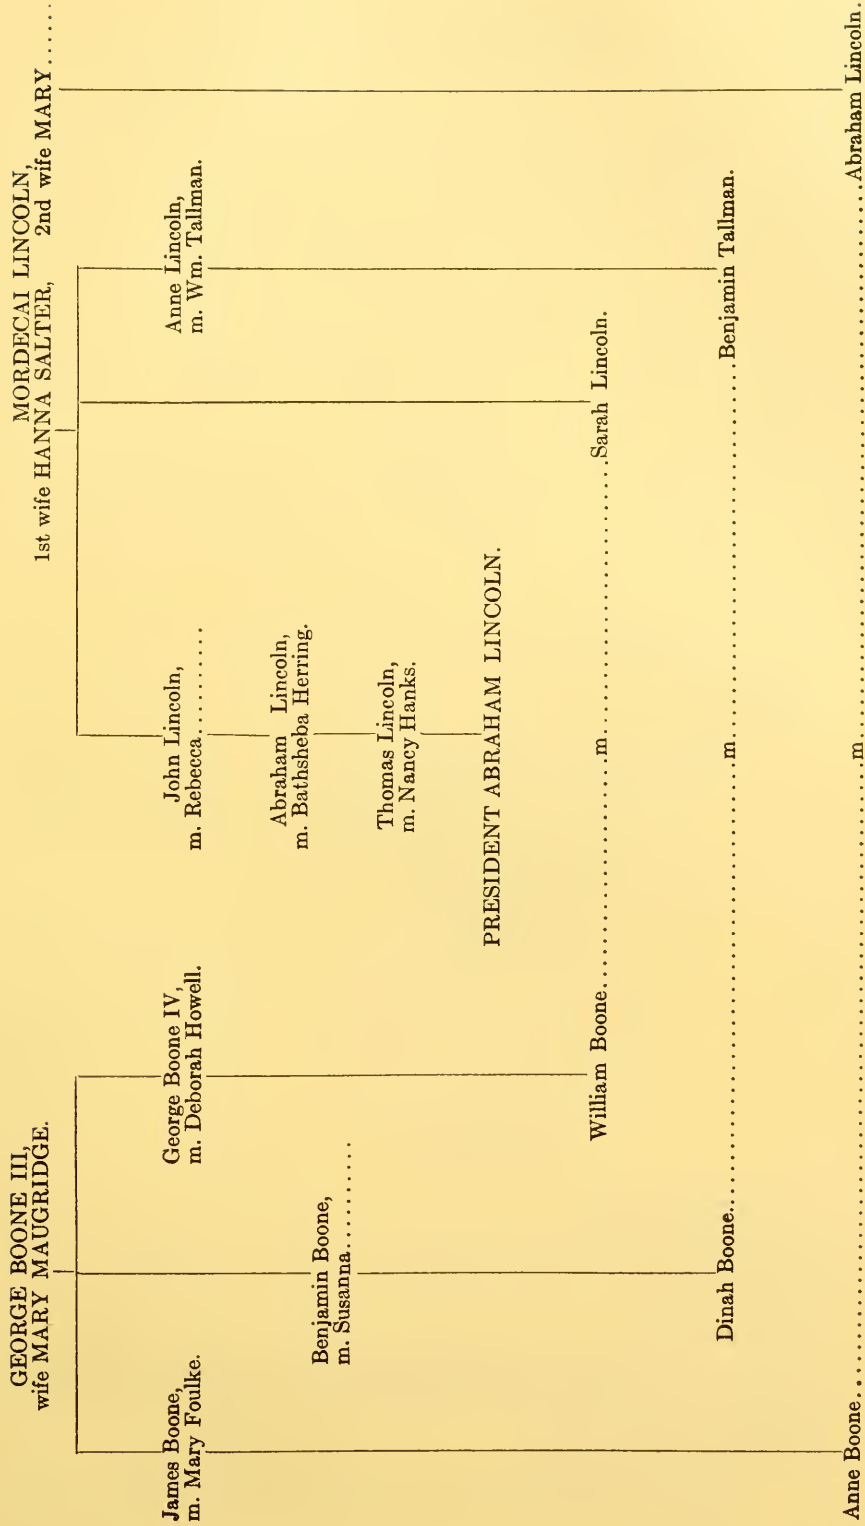 GEORGE BOONE III,
wife MARY MAUGRIDGE.
MORDECAI LINCOLN,
1st wife HANNA SALTER, 2nd wife MARY......
James Boone,
m. Mary Foulke.
George Boone IV,
m. Deborah Howell.
John Lincoln,
m. Rebecca..........
Anne Lincoln,
m. Wm. Tallman.
Benjamin Boone,
m. Susanna..........
Abraham Lincoln,
m. Bathsheba Herring.
Thomas Lincoln,
m. Nancy Hanks.
PRESIDENT ABRAHAM LINCOLN.
William Boone..............................m....................................Sarah Lincoln.
Dinah Boone..........................................................m..................................................Benjamin Tallman.
Anne Boone..................................................................................m........................................................................Abraham Lincoln.